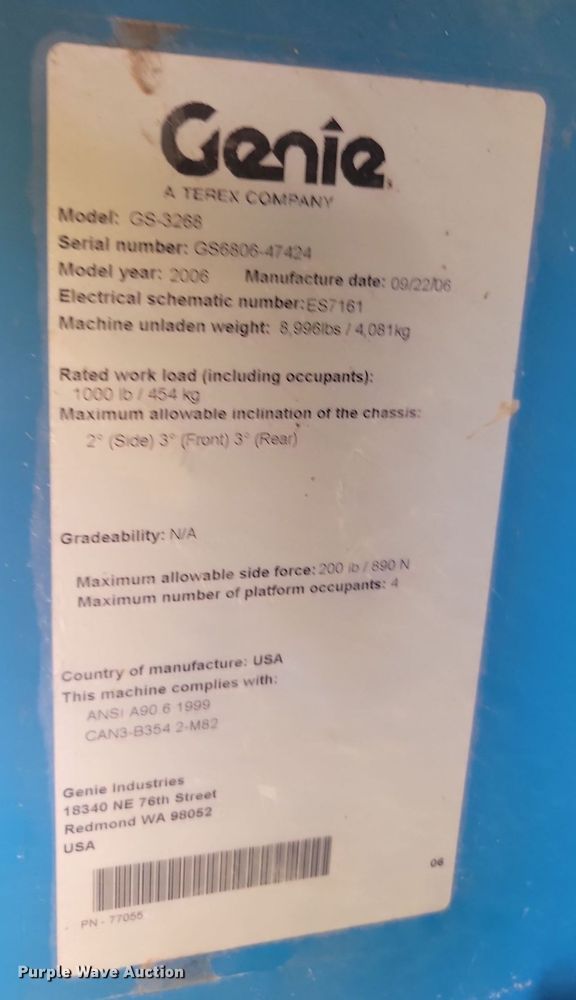 Genie
A TEREX COMPANY
Model: GS-3268
Serial number: GS6806-47424
Model year: 2006 Manufacture date: 09/22/06
Electrical schematic number:ES7161
Machine unladen weight: 8,996lbs / 4,081kg
Rated work load (including occupants):
1000 lb / 454 kg
Maximum allowable inclination of the chassis:
2° (Side) 3° (Front) 3° (Rear)
Gradeability: N/A
Maximum allowable side force: 200 lb / 890 N
Maximum number of platform occupants: 4
Country of manufacture: USA
This machine complies with:
ANSI A90.6 1999
CAN3-B354 2-M82
Genie Industries
18340 NE 76th Street
Redmond WA 98052
USA
06
PN - 77055
Purple Wave Auction